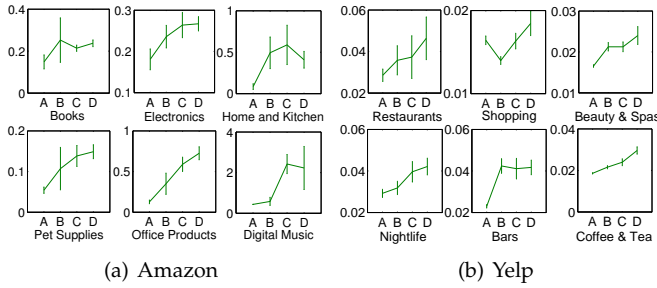 0.4 0.3 1 0.06 0.02 0.03
0.2 0.2 0.5 0.04 0.02
0 0.1 0 0.02 0.01 0.01
A B C D A B C D A B C D A B C D A B C D A B C D
Books Electronics Home and Kitchen Restaurants Shopping Beauty & Spas
0.2 1 4 0.06 0.06 0.04
0.1 0.5 2 0.04 0.04 0.02
0 0 0 0.02 0.02 0
A B C D A B C D A B C D A B C D A B C D A B C D
Pet Supplies Office Products Digital Music Nightlife Bars Coffee & Tea
(a) Amazon (b) Yelp